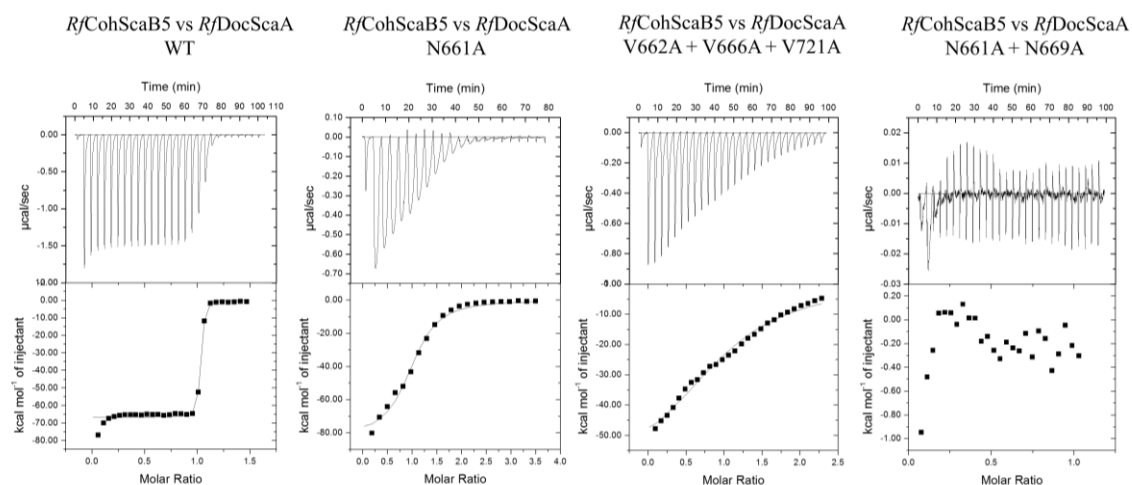 RfCohScaB5 vs RfDocScaA
WT
Time (min)
0 10 20 30 40 50 60 70 80 90 100 110
0.00
-0.50
-1.00
-1.50
µcal/sec
0.00
-10.00
-20.00
-30.00
-40.00
-50.00
-60.00
-70.00
-80.00
kcal mol-1 of injectant
0.0 0.5 1.0 1.5
Molar Ratio
RfCohScaB5 vs RfDocScaA
N661A
Time (min)
0 10 20 30 40 50 60 70 80
0.10
0.00
-0.10
-0.20
-0.30
-0.40
-0.50
-0.60
-0.70
µcal/sec
0.00
-20.00
-40.00
-60.00
-80.00
kcal mol-1 of injectant
0.0 0.5 1.0 1.5 2.0 2.5 3.0 3.5 4.0
Molar Ratio
RfCohScaB5 vs RfDocScaA
V662A + V666A + V721A
Time (min)
0 10 20 30 40 50 60 70 80 90 100
0.00
-0.20
-0.40
-0.60
-0.80
µcal/sec
0.00
-10.00
-20.00
-30.00
-40.00
-50.00
kcal mol-1 of injectant
0.0 0.5 1.0 1.5 2.0 2.5
Molar Ratio
RfCohScaB5 vs RfDocScaA
N661A + N669A
Time (min)
0 10 20 30 40 50 60 70 80 90 100
0.02
0.01
0.00
-0.01
-0.02
-0.03
µcal/sec
0.20
0.00
-0.20
-0.40
-0.60
-0.80
-1.00
kcal mol-1 of injectant
0.0 0.5 1.0
Molar Ratio